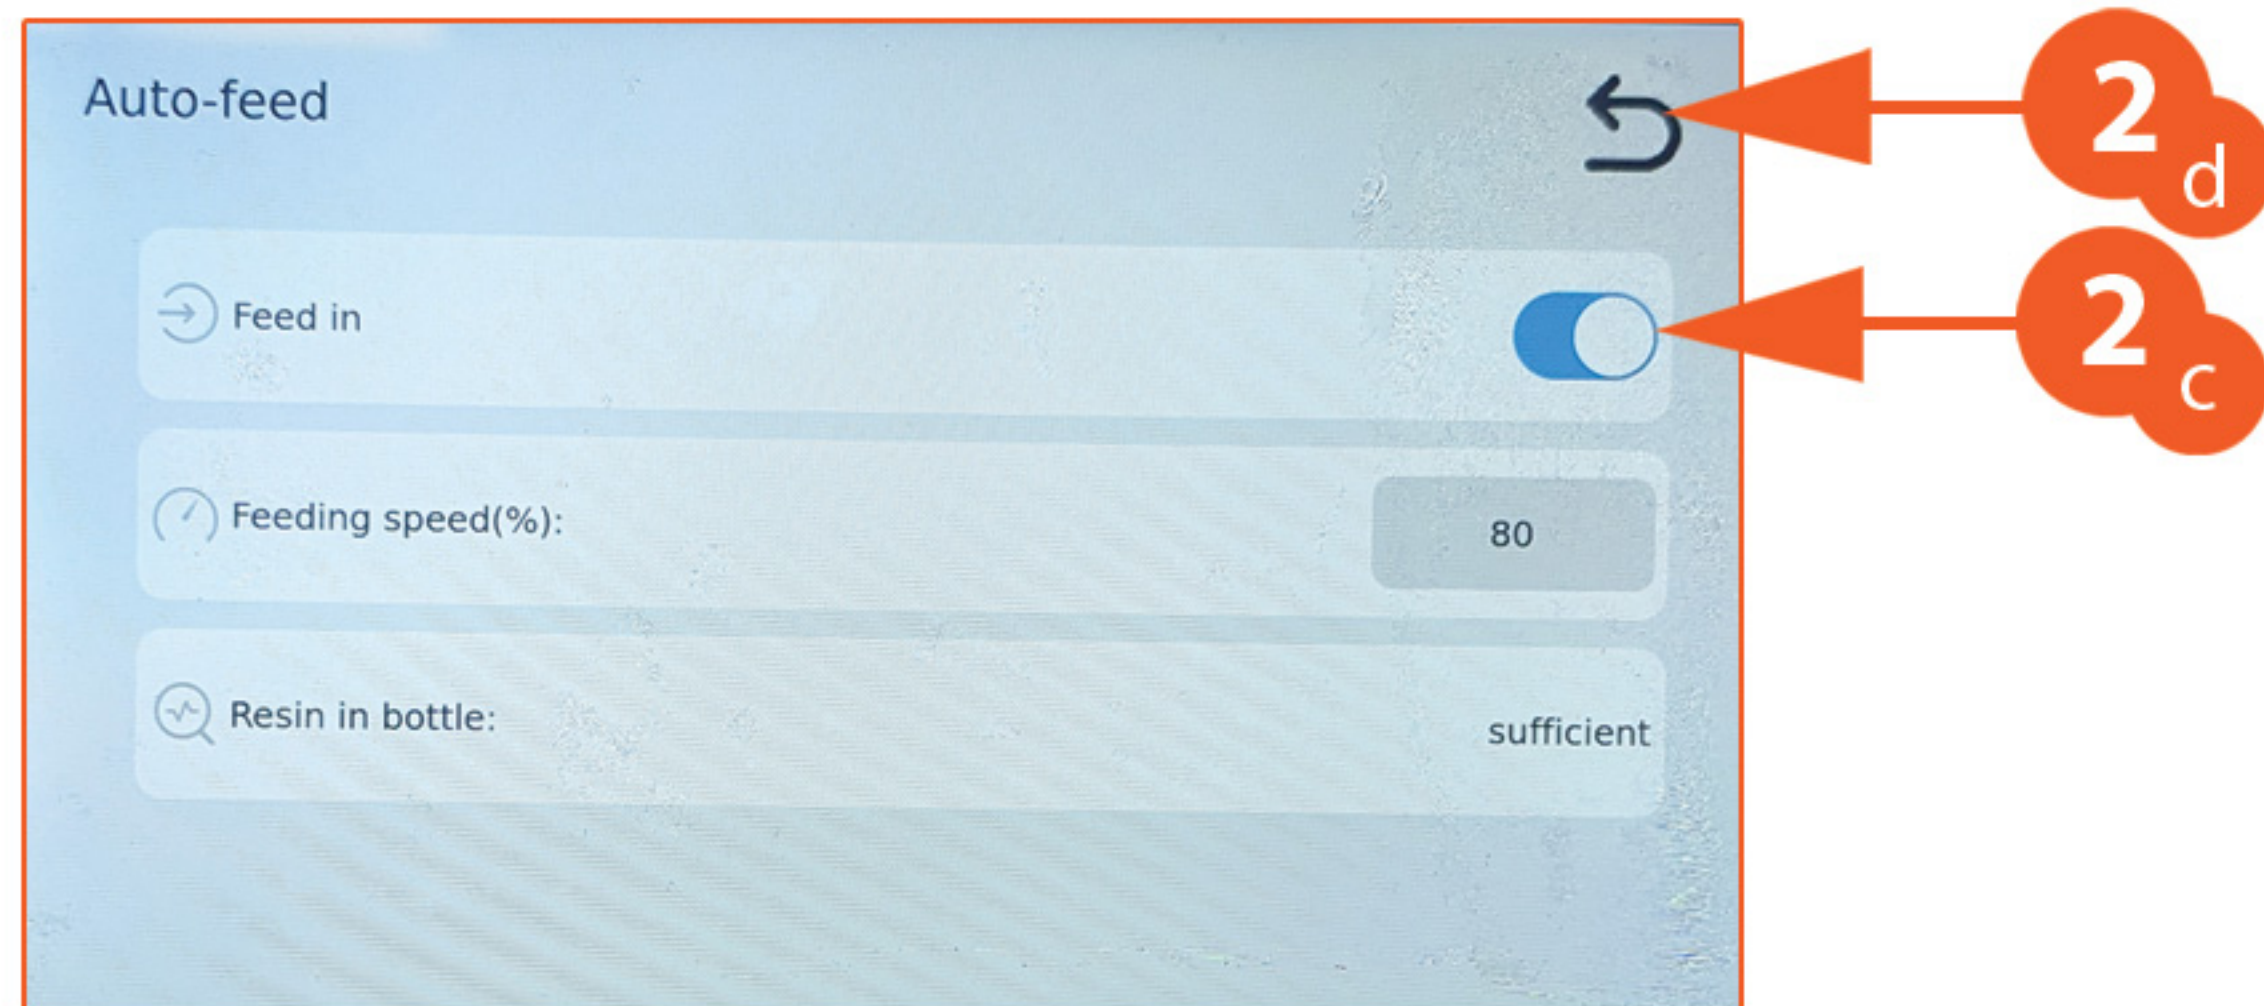 Auto-feed
2
d
Feed in
2
c
Feeding speed(%):
80
Resin in bottle:
sufficient